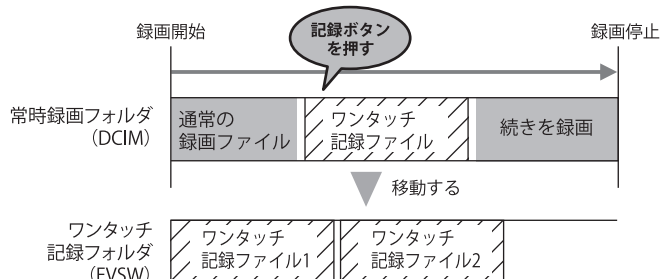 録画開始
記録ボタン
を押す
録画停止
常時録画フォルダ
（DCIM）
通常の
録画ファイル
ワンタッチ
記録ファイル
続きを録画
移動する
ワンタッチ
記録フォルダ
（EVSW）
ワンタッチ
記録ファイル1
ワンタッチ
記録ファイル2